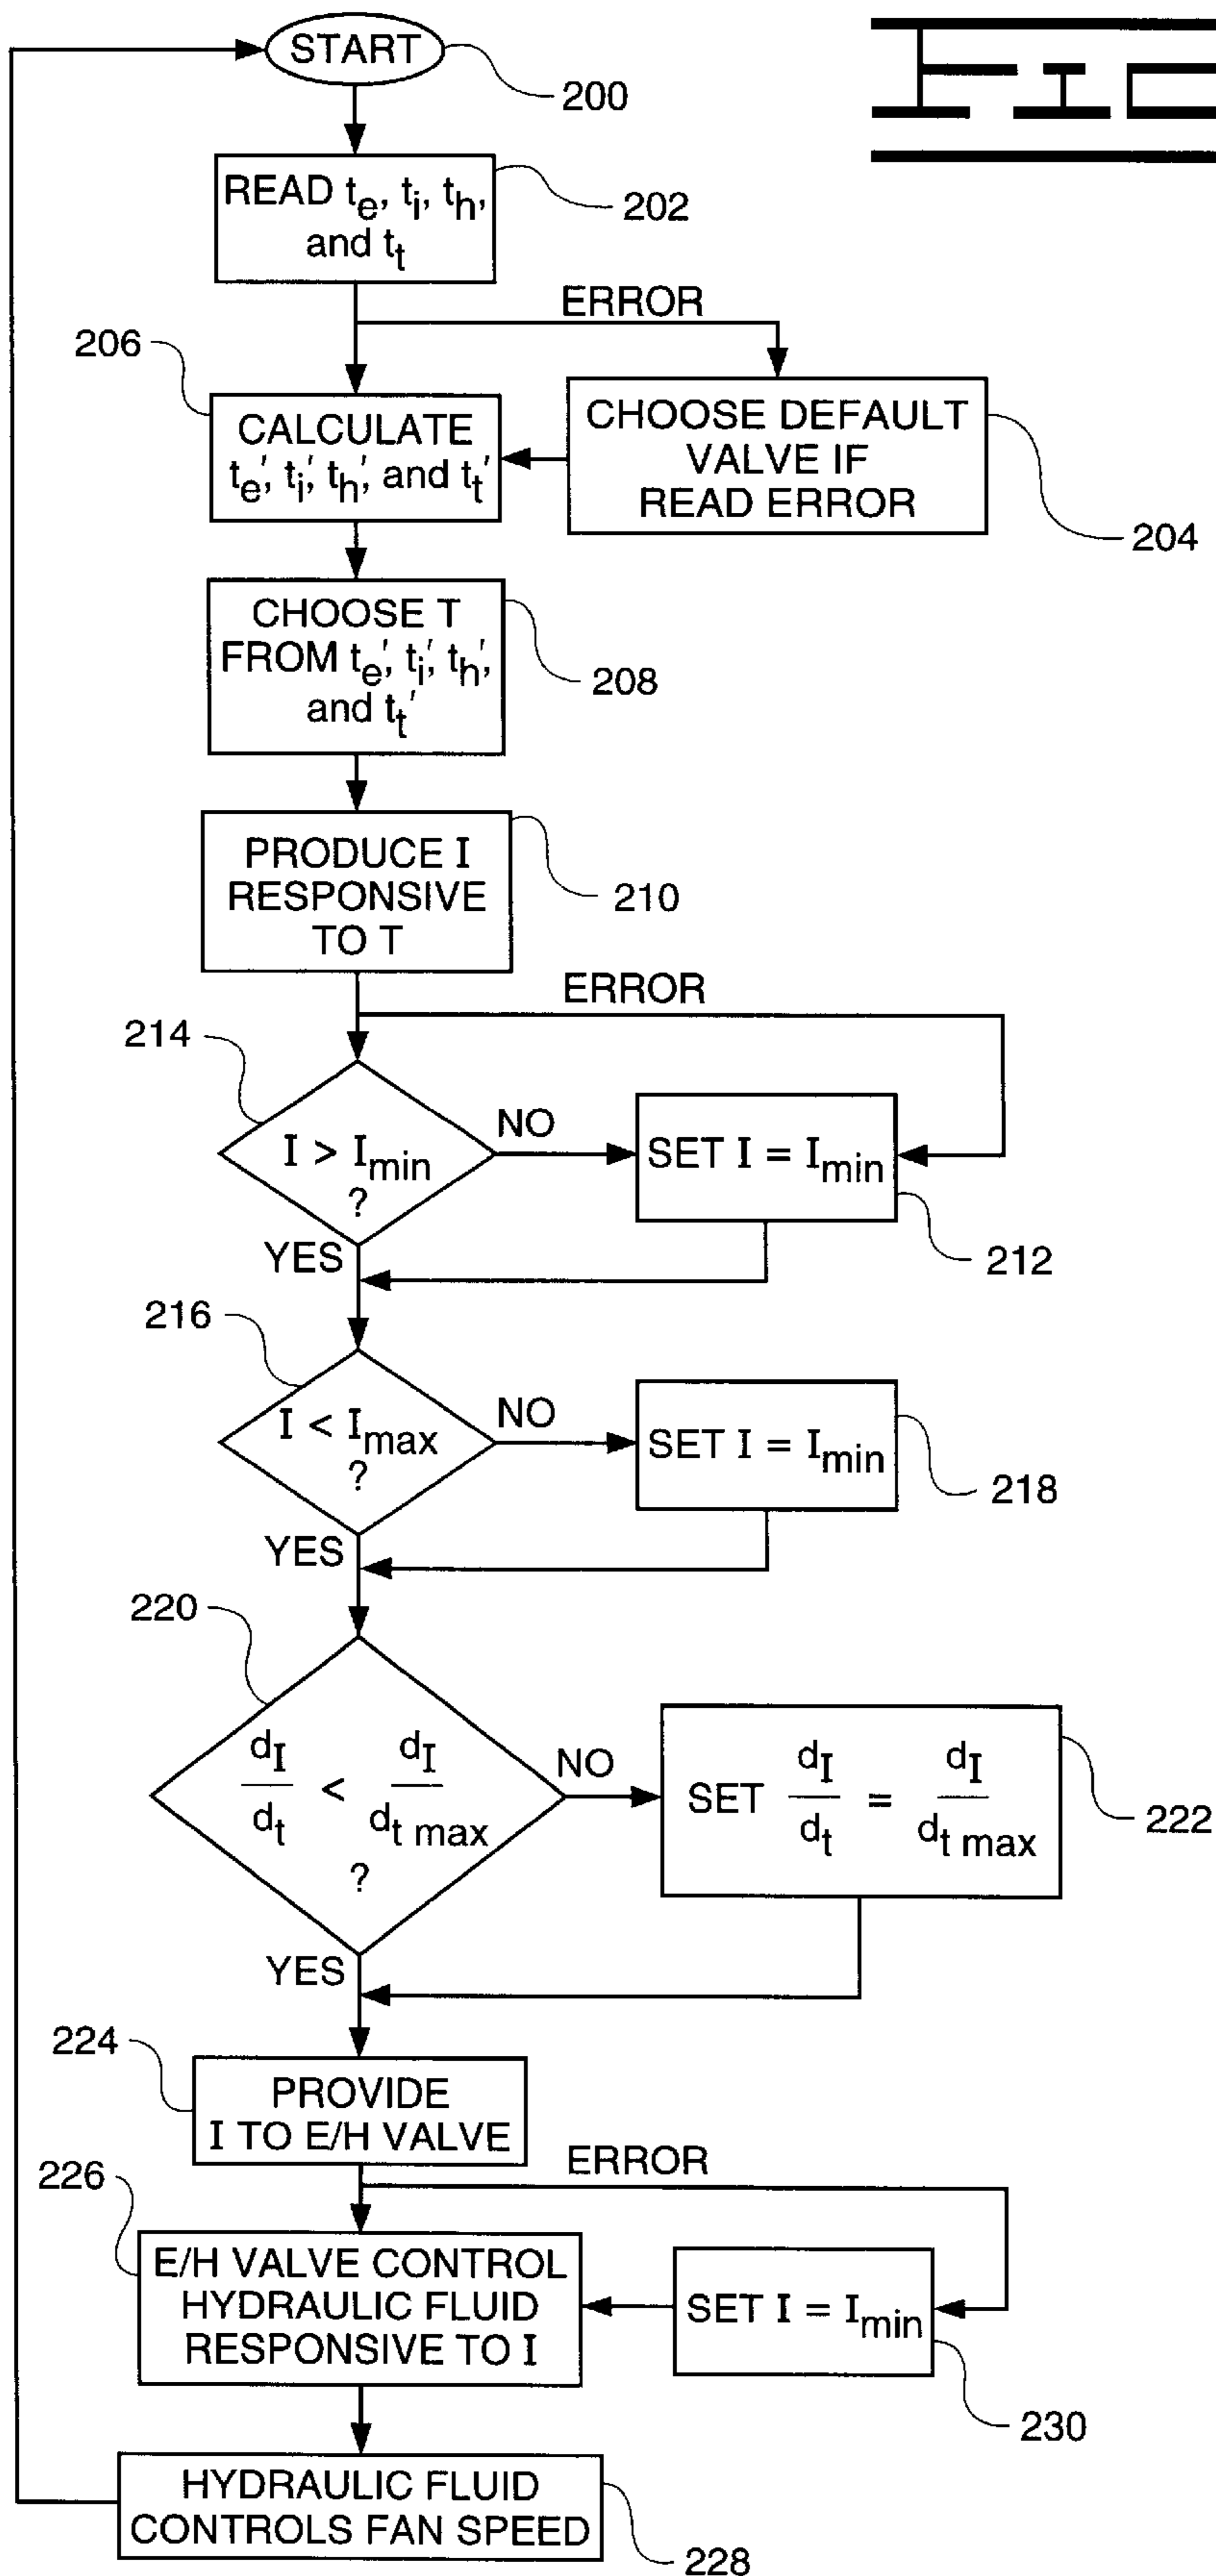 START
200
READ te, ti, th,
and tt
202
ERROR
206
CALCULATE
te', ti', th', and tt'
CHOOSE DEFAULT
VALVE IF
READ ERROR
204
CHOOSE T
FROM te', ti', th',
and tt'
208
PRODUCE I
RESPONSIVE
TO T
210
ERROR
214
I > Imin
?
NO
SET I = Imin
212
YES
216
I < Imax
?
NO
SET I = Imin
218
YES
220
dI/dt < dI/dt max
?
NO
SET dI/dt = dI/dt max
222
YES
224
PROVIDE
I TO E/H VALVE
ERROR
226
E/H VALVE CONTROL
HYDRAULIC FLUID
RESPONSIVE TO I
SET I = Imin
230
HYDRAULIC FLUID
CONTROLS FAN SPEED
228